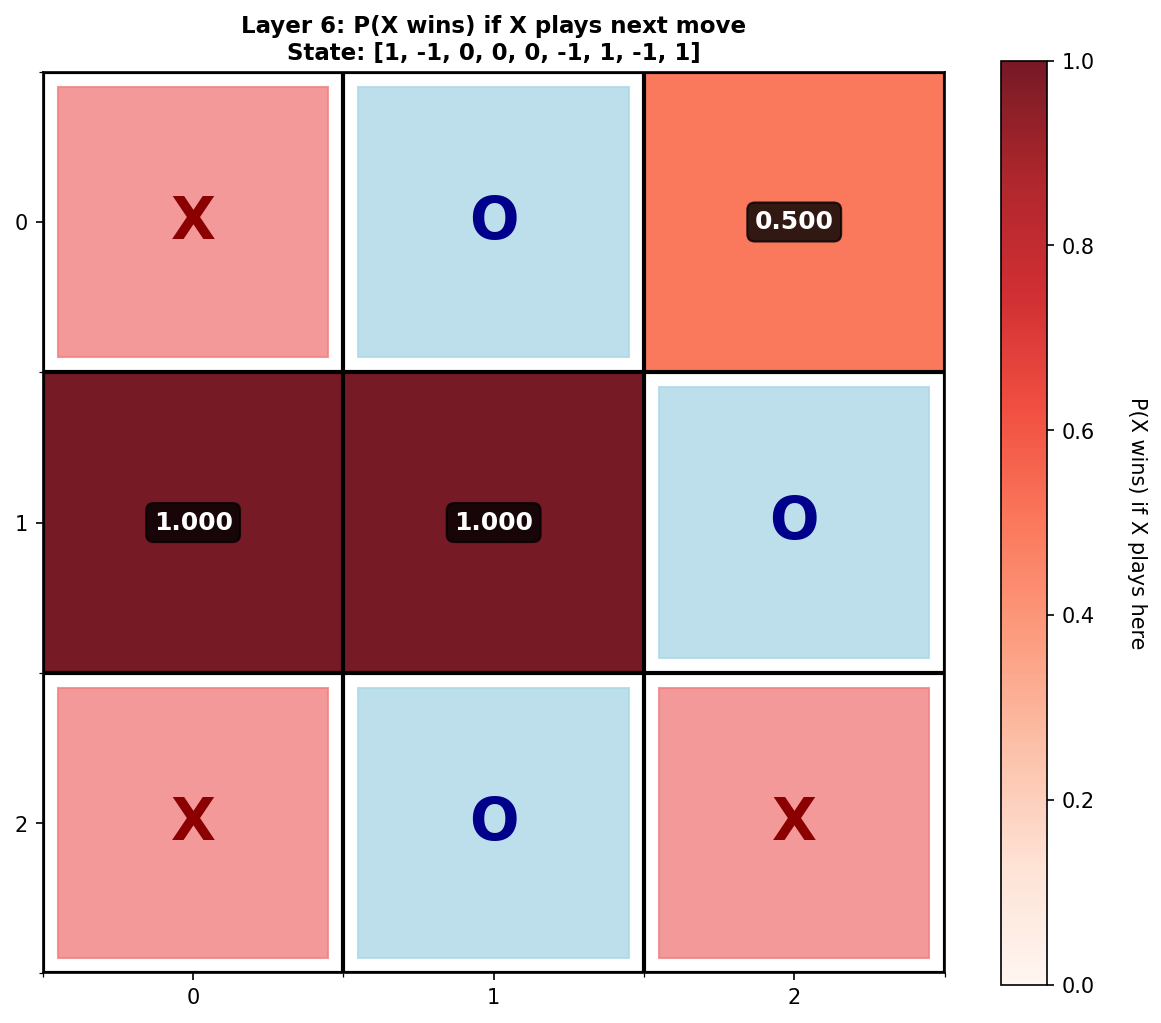 Layer 6: P(X wins) if X plays next move
State: [1, -1, 0, 0, 0, -1, 1, -1, 1]
0
X
O
0.500
1
1.000
1.000
O
2
X
O
X
0
1
2
1.0
0.8
0.6
0.4
0.2
0.0
P(X wins) if X plays here